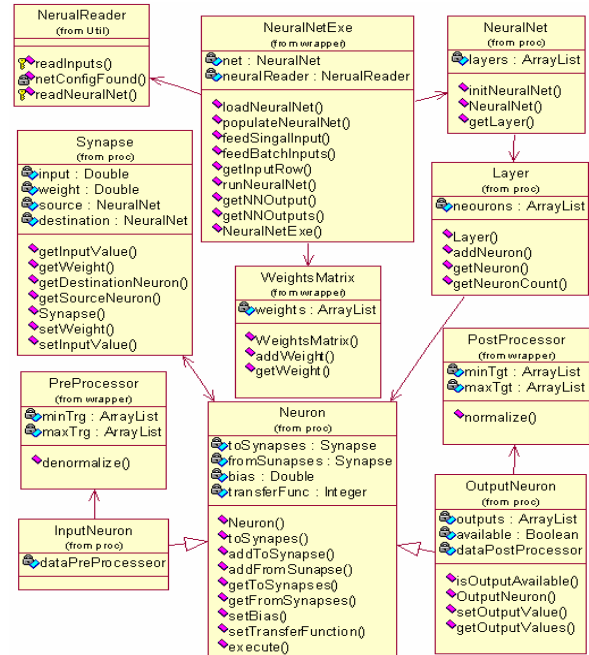 NerualReader
(from Util)
readInputs()
netConfigFound()
readNeuralNet()
NeuralNetExe
(from wrapper)
net : NeuralNet
neuralReader : NerualReader
loadNeuralNet()
populateNeuralNet()
feedSingalInput()
feedBatchInputs()
getInputRow()
runNeuralNet()
getNNOutput()
getNNOutputs()
NeuralNetExe()
NeuralNet
(from proc)
layers : ArrayList
initNeuralNet()
NeuralNet()
getLayer()
Synapse
(from proc)
input : Double
weight : Double
source : NeuralNet
destination : NeuralNet
getInputValue()
getWeight()
getDestinationNeuron()
getSourceNeuron()
Synapse()
setWeight()
setInputValue()
Layer
(from proc)
neourons : ArrayList
Layer()
addNeuron()
getNeuron()
getNeuronCount()
WeightsMatrix
(from wrapper)
weights : ArrayList
WeightsMatrix()
addWeight()
getWeight()
PostProcessor
(from wrapper)
minTgt : ArrayList
maxTgt : ArrayList
normalize()
PreProcessor
(from wrapper)
minTrg : ArrayList
maxTrg : ArrayList
denormalize()
Neuron
(from proc)
toSynapses : Synapse
fromSunapses : Synapse
bias : Double
transferFunc : Integer
Neuron()
toSynapes()
addToSynapse()
addFromSunapse()
getToSynapses()
getFromSynapses()
setBias()
setTransferFunction()
execute()
InputNeuron
(from proc)
dataPreProcesseor
OutputNeuron
(from proc)
outputs : ArrayList
available : Boolean
dataPostProcessor
isOutputAvailable()
OutputNeuron()
setOutputValue()
getOutputValues()